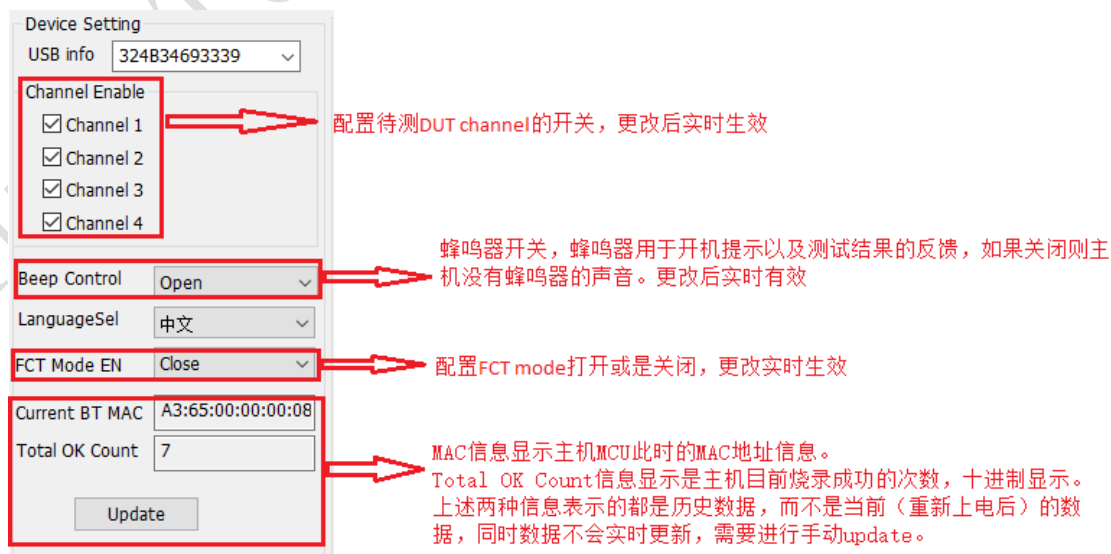 Device Setting
USB info 324B34693339
Channel Enable
Channel 1
配置待测DUT channel的开关，更改后实时生效
Channel 2
Channel 3
Channel 4
蜂鸣器开关，蜂鸣器用于开机提示以及测试结果的反馈，如果关闭则主
机没有蜂鸣器的声音。更改后实时有效
Beep Control Open
LanguageSel 中文
FCT Mode EN Close
配置FCT mode打开或是关闭，更改实时生效
Current BT MAC A3:65:00:00:00:08
Total OK Count 7
Update
MAC信息显示主机MCU此时的MAC地址信息。
Total OK Count信息显示是主机目前烧录成功的次数，十进制显示。
上述两种信息表示的都是历史数据，而不是当前（重新上电后）的数
据，同时数据不会实时更新，需要进行手动update。